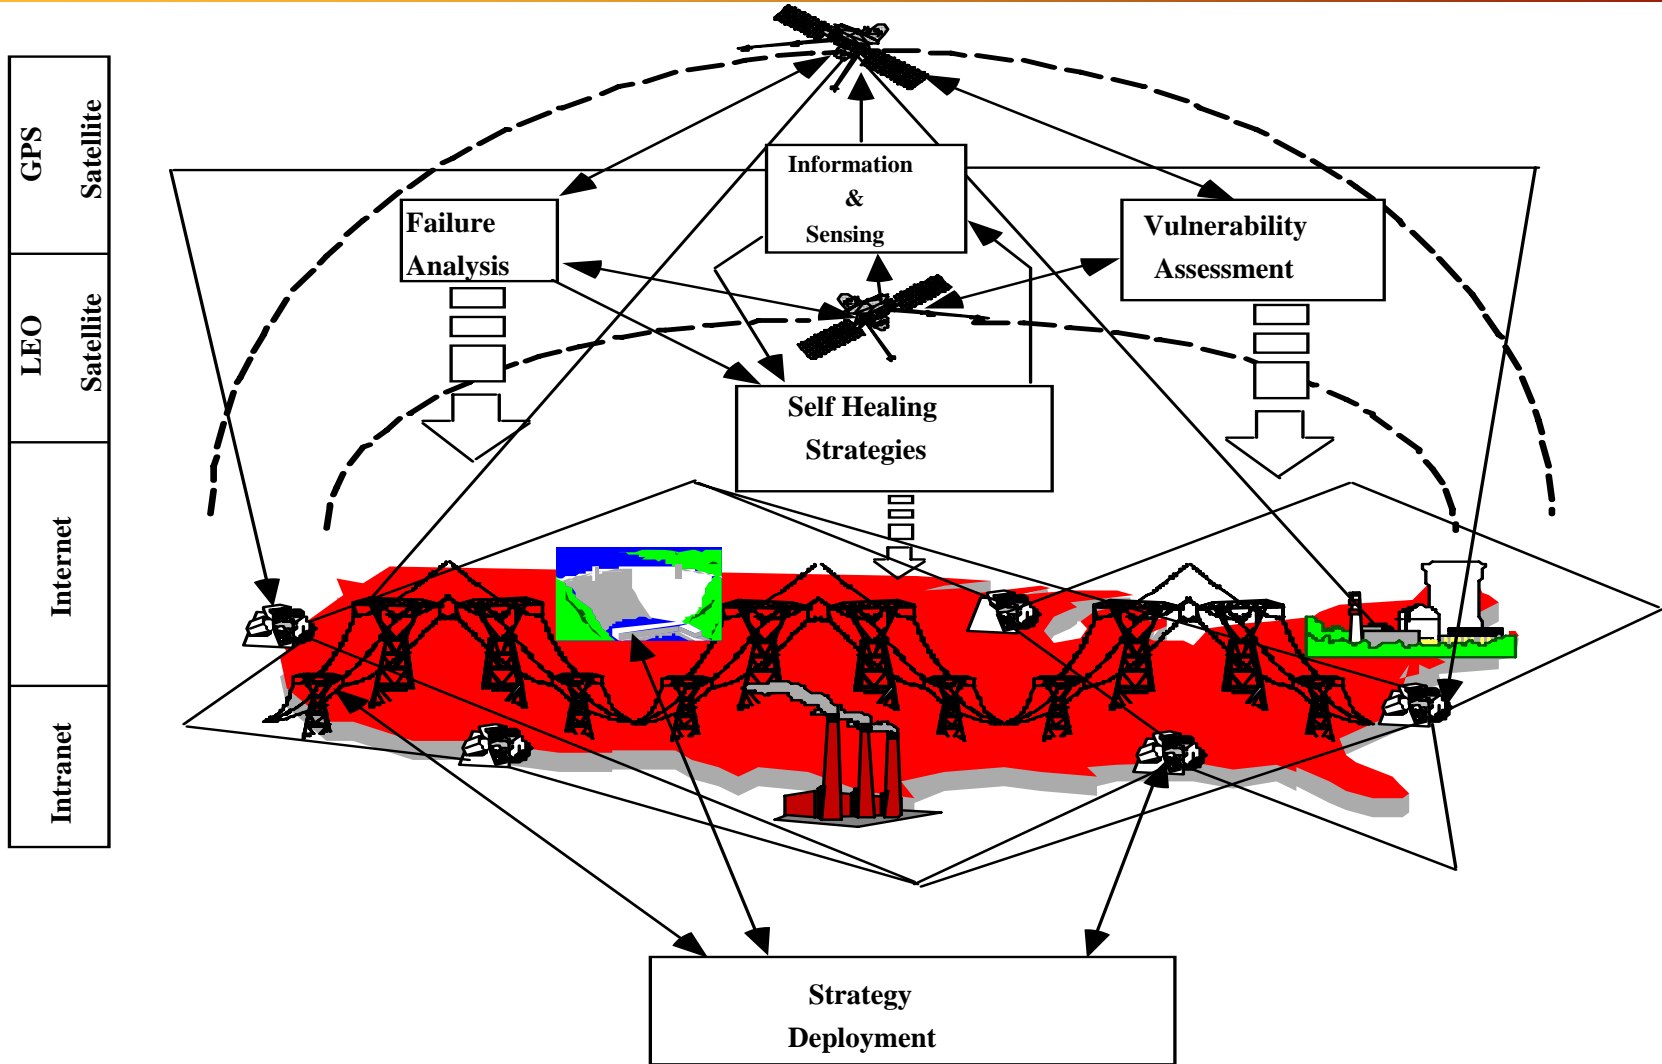 GPS
Satellite
LEO
Satellite
Internet
Intranet
Information
&
Sensing
Failure
Analysis
Vulnerability
Assessment
Self Healing
Strategies
Strategy
Deployment